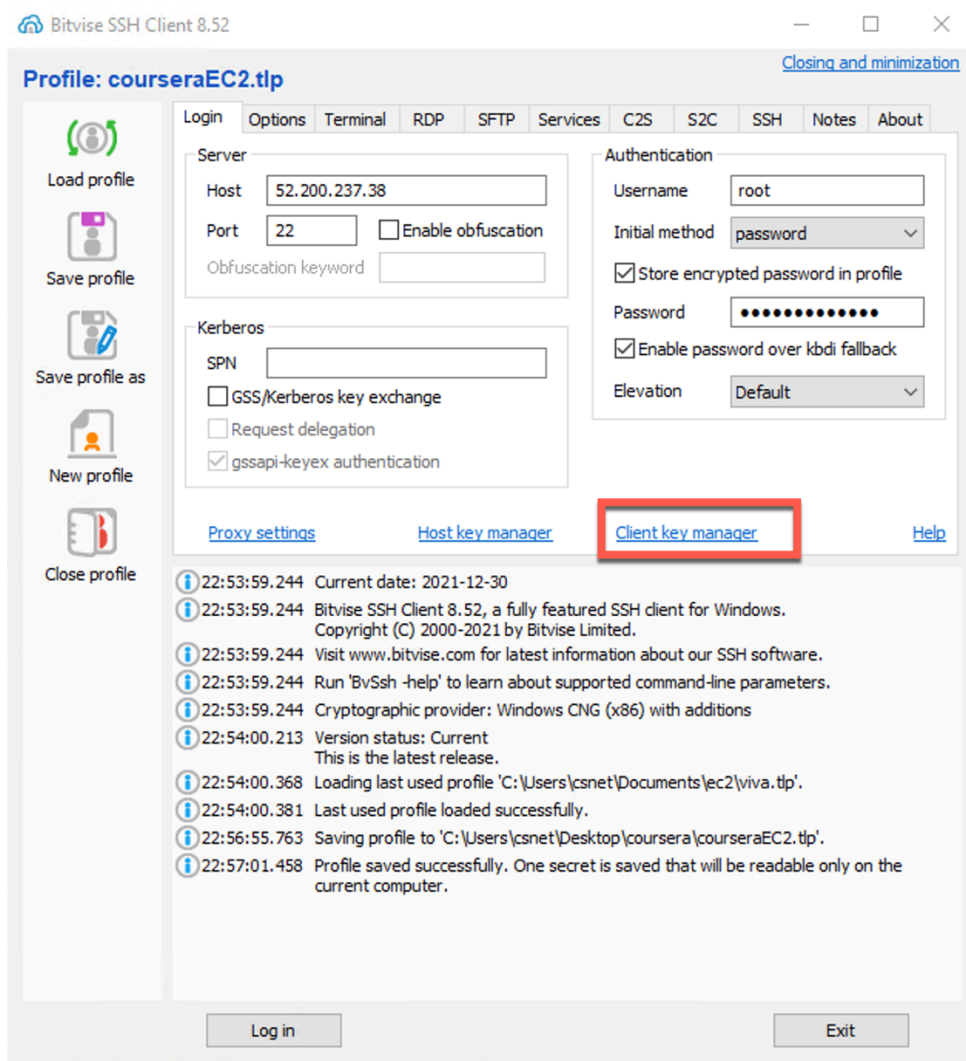 Bitvise SSH Client 8.52
Closing and minimization
Profile: courseraEC2.tlp
Load profile
Save profile
Save profile as
New profile
Close profile
Login Options Terminal RDP SFTP Services C2S S2C SSH Notes About
Server
Host 52.200.237.38
Port 22 Enable obfuscation
Obfuscation keyword
Kerberos
SPN
GSS/Kerberos key exchange
Request delegation
gssapi-keyex authentication
Authentication
Username root
Initial method password
Store encrypted password in profile
Password •••••••••••••
Enable password over kbdi fallback
Elevation Default
Proxy settings Host key manager Client key manager Help
22:53:59.244 Current date: 2021-12-30
22:53:59.244 Bitvise SSH Client 8.52, a fully featured SSH client for Windows.
Copyright (C) 2000-2021 by Bitvise Limited.
22:53:59.244 Visit www.bitvise.com for latest information about our SSH software.
22:53:59.244 Run 'BvSsh -help' to learn about supported command-line parameters.
22:53:59.244 Cryptographic provider: Windows CNG (x86) with additions
22:54:00.213 Version status: Current
This is the latest release.
22:54:00.368 Loading last used profile 'C:\Users\csnet\Documents\ec2\viva.tlp'.
22:54:00.381 Last used profile loaded successfully.
22:56:55.763 Saving profile to 'C:\Users\csnet\Desktop\coursera\courseraEC2.tlp'.
22:57:01.458 Profile saved successfully. One secret is saved that will be readable only on the
current computer.
Log in Exit